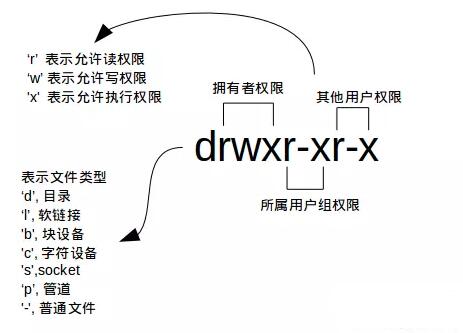 ‘r’ 表示允许读权限
‘w’ 表示允许写权限
'x' 表示允许执行权限
拥有者权限
其他用户权限
drwxr-xr-x
所属用户组权限
表示文件类型
‘d’, 目录
‘l’, 软链接
'b', 块设备
'c', 字符设备
's',socket
‘p’, 管道
'-', 普通文件